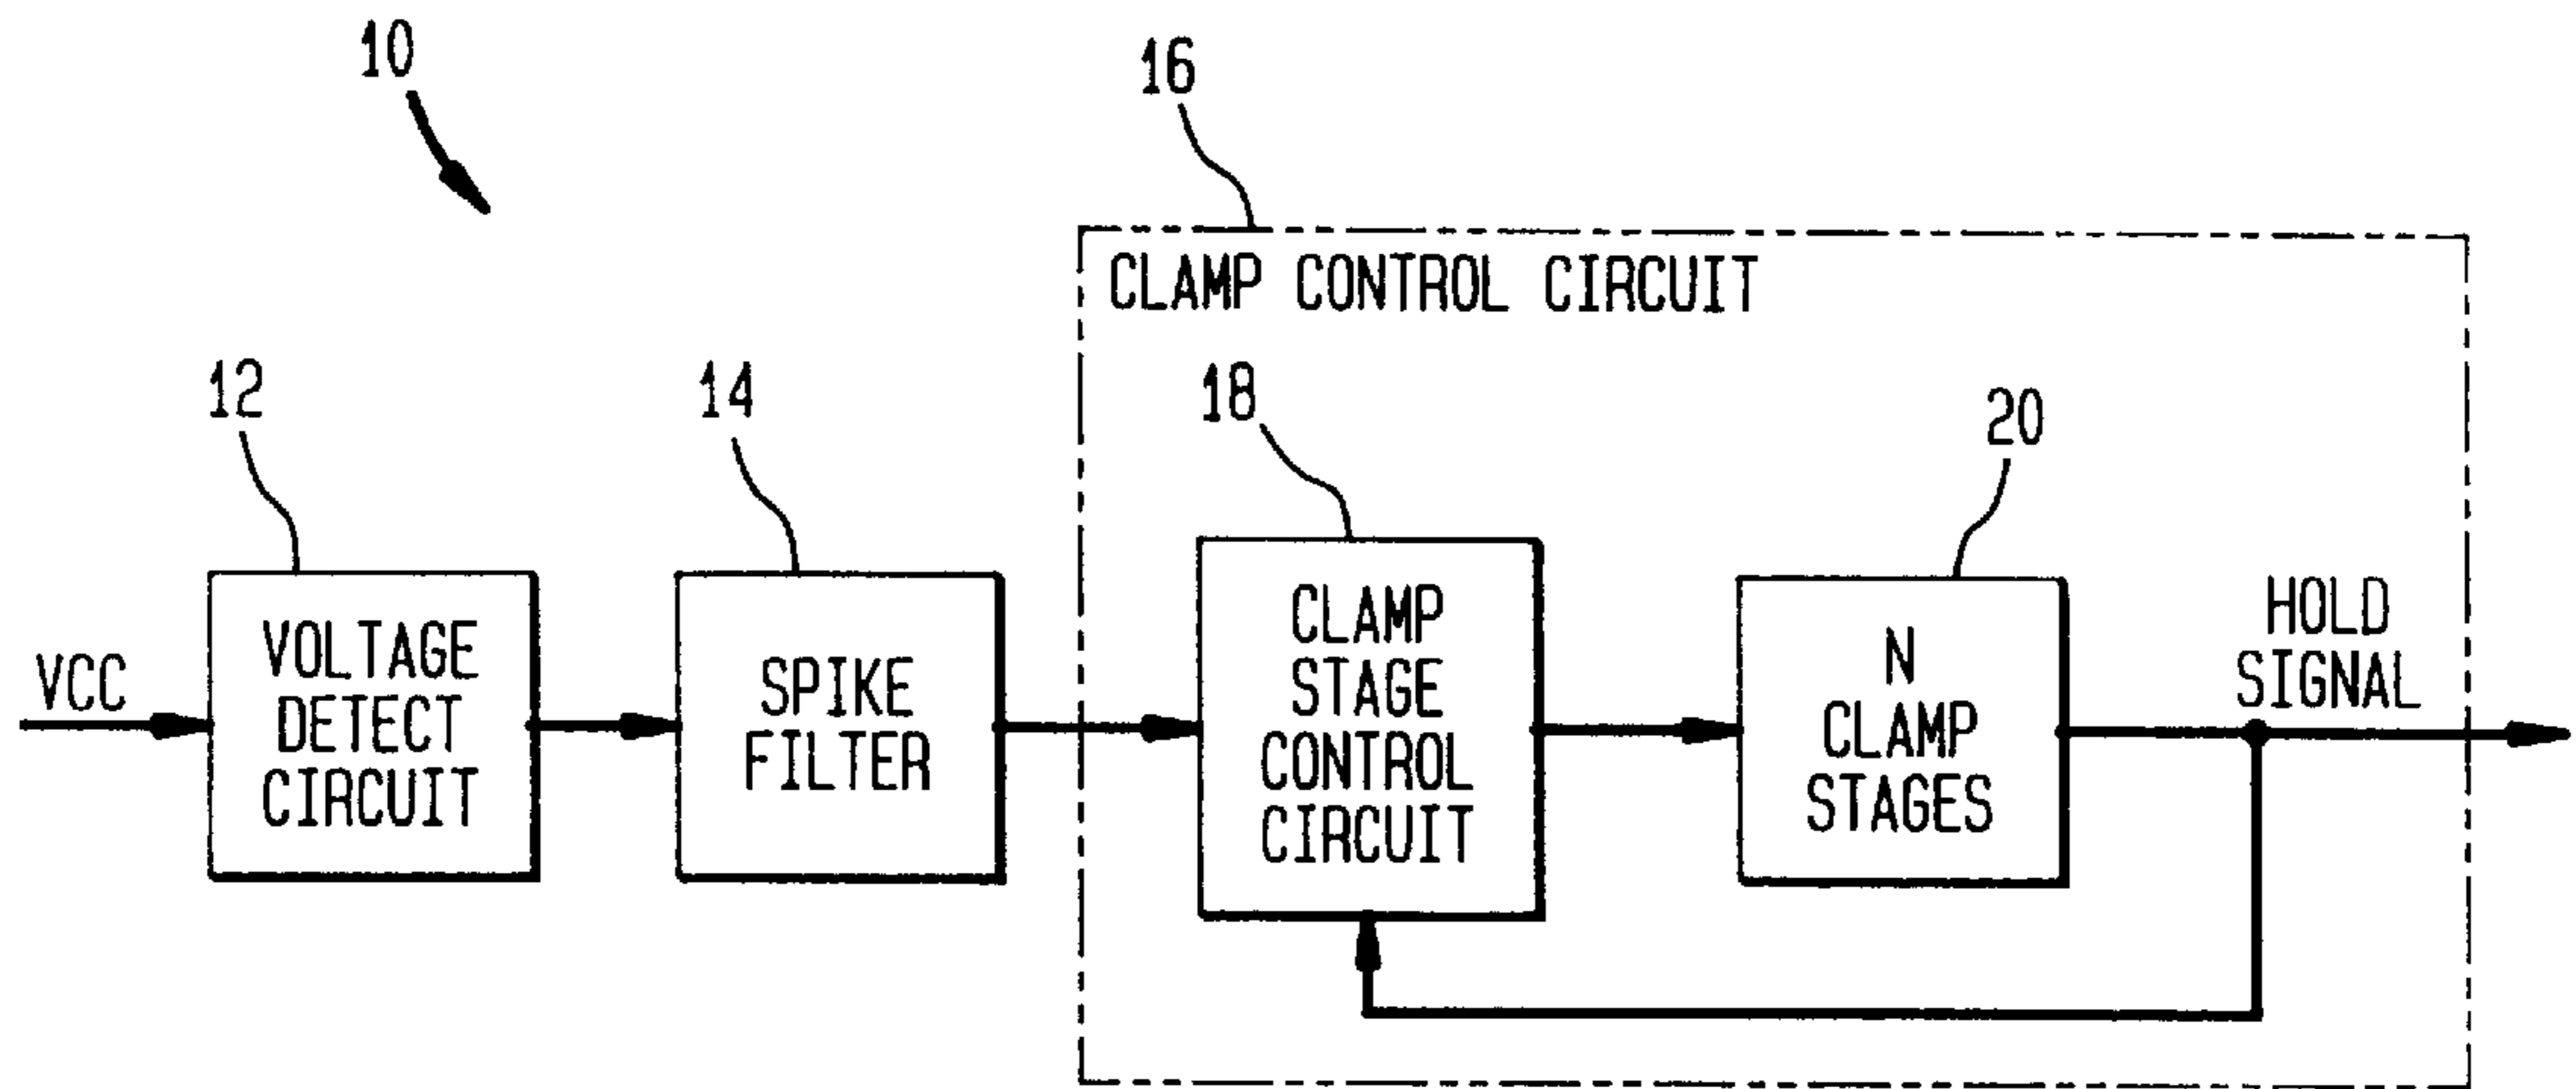 10
16
CLAMP CONTROL CIRCUIT
12
14
18
20
VCC
VOLTAGE
DETECT
CIRCUIT
SPIKE
FILTER
CLAMP
STAGE
CONTROL
CIRCUIT
N
CLAMP
STAGES
HOLD
SIGNAL